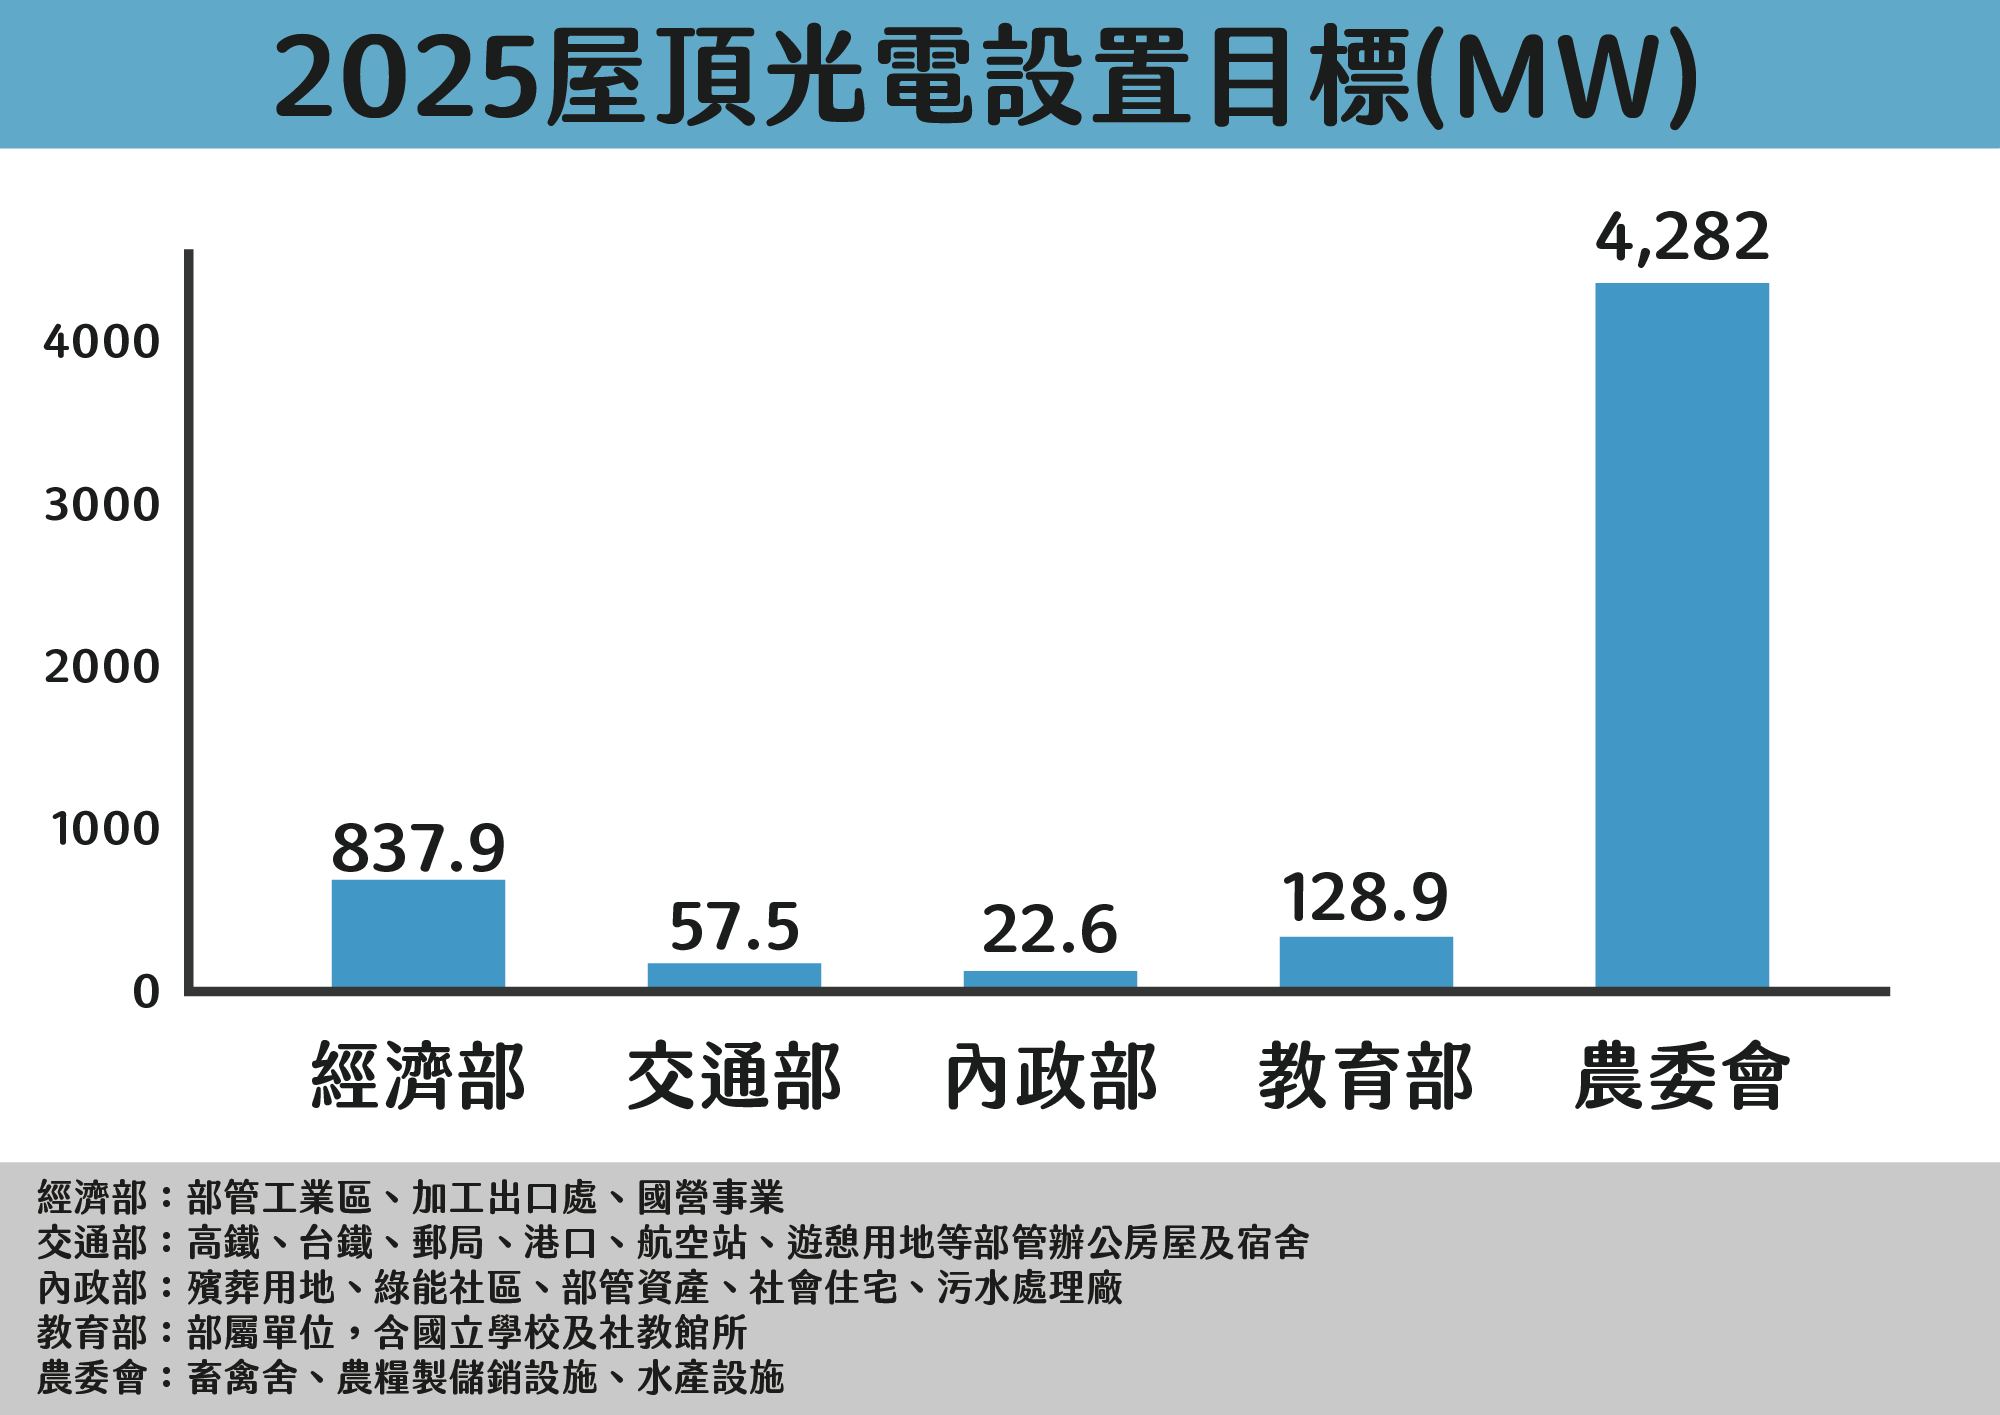 2025屋頂光電設置目標(MW)
4,282
4000
3000
2000
1000
837.9
57.5
22.6
128.9
0
經濟部
交通部
內政部
教育部
農委會
經濟部：部管工業區、加工出口處、國營事業
交通部：高鐵、台鐵、郵局、港口、航空站、遊憩用地等部管辦公房屋及宿舍
內政部：殯葬用地、綠能社區、部管資產、社會住宅、污水處理廠
教育部：部屬單位，含國立學校及社教館所
農委會：畜禽舍、農糧製儲銷設施、水產設施